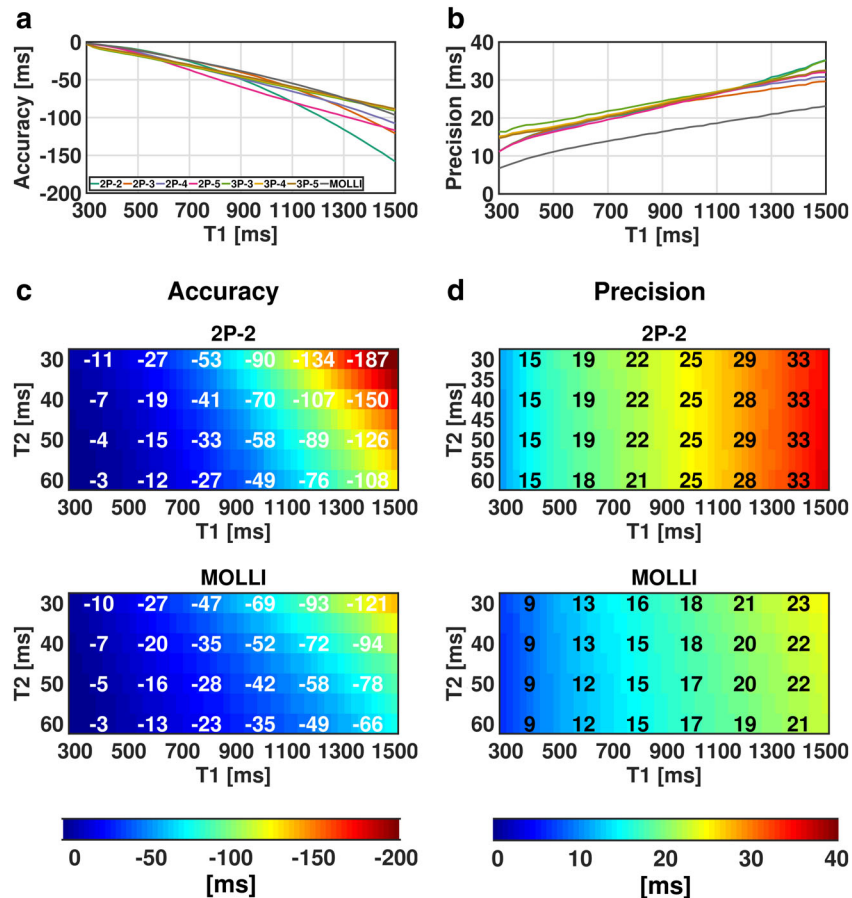 a
0
-50
-100
-150
-200
Accuracy [ms]
2P-2 2P-3 2P-4 2P-5 3P-3 3P-4 3P-5 MOLLI
300 500 700 900 1100 1300 1500
T1 [ms]
b
40
30
20
10
0
Precision [ms]
300 500 700 900 1100 1300 1500
T1 [ms]
c Accuracy
2P-2
T2 [ms]
30 -11 -27 -53 -90 -134 -187
40 -7 -19 -41 -70 -107 -150
50 -4 -15 -33 -58 -89 -126
60 -3 -12 -27 -49 -76 -108
300 500 700 900 1100 1300 1500
T1 [ms]
MOLLI
T2 [ms]
30 -10 -27 -47 -69 -93 -121
40 -7 -20 -35 -52 -72 -94
50 -5 -16 -28 -42 -58 -78
60 -3 -13 -23 -35 -49 -66
300 500 700 900 1100 1300 1500
T1 [ms]
0 -50 -100 -150 -200
[ms]
d Precision
2P-2
T2 [ms]
30 15 19 22 25 29 33
35
40 15 19 22 25 28 33
45
50 15 19 22 25 29 33
55
60 15 18 21 25 28 33
300 500 700 900 1100 1300 1500
T1 [ms]
MOLLI
T2 [ms]
30 9 13 16 18 21 23
40 9 13 15 18 20 22
50 9 12 15 17 20 22
60 9 12 15 17 19 21
300 500 700 900 1100 1300 1500
T1 [ms]
0 10 20 30 40
[ms]